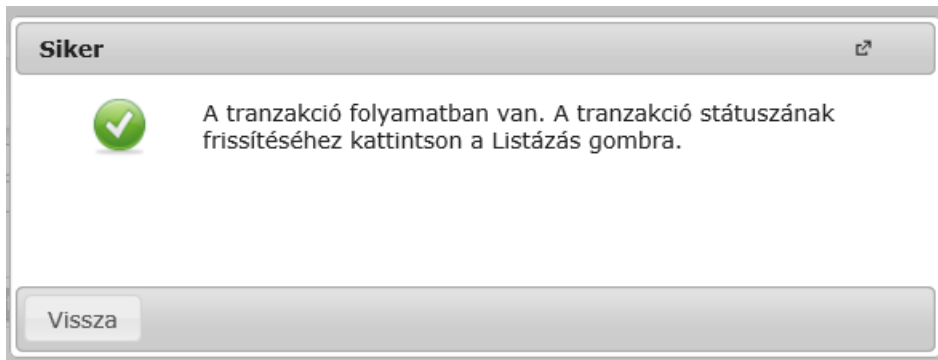 Siker
A tranzakció folyamatban van. A tranzakció státuszának
frissítéséhez kattintson a Listázás gombra.
Vissza